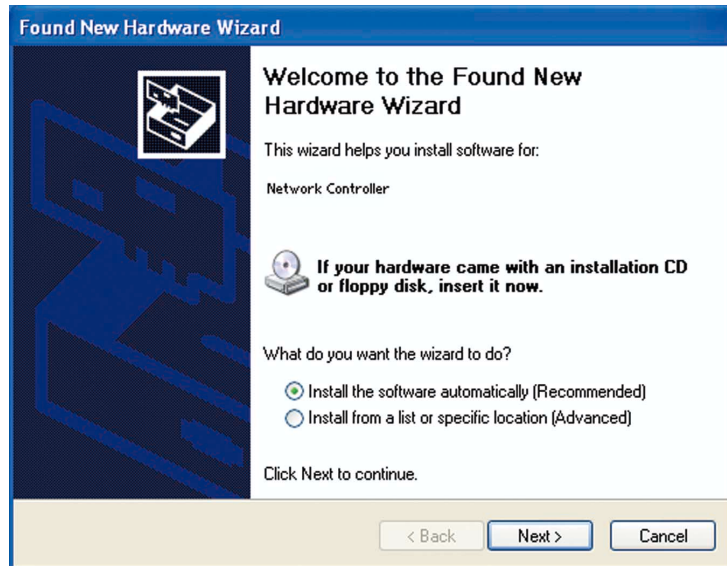 Found New Hardware Wizard
Welcome to the Found New
Hardware Wizard
This wizard helps you install software for:
Network Controller
If your hardware came with an installation CD
or floppy disk, insert it now.
What do you want the wizard to do?
Install the software automatically (Recommended)
Install from a list or specific location (Advanced)
Click Next to continue.
< Back
Next >
Cancel